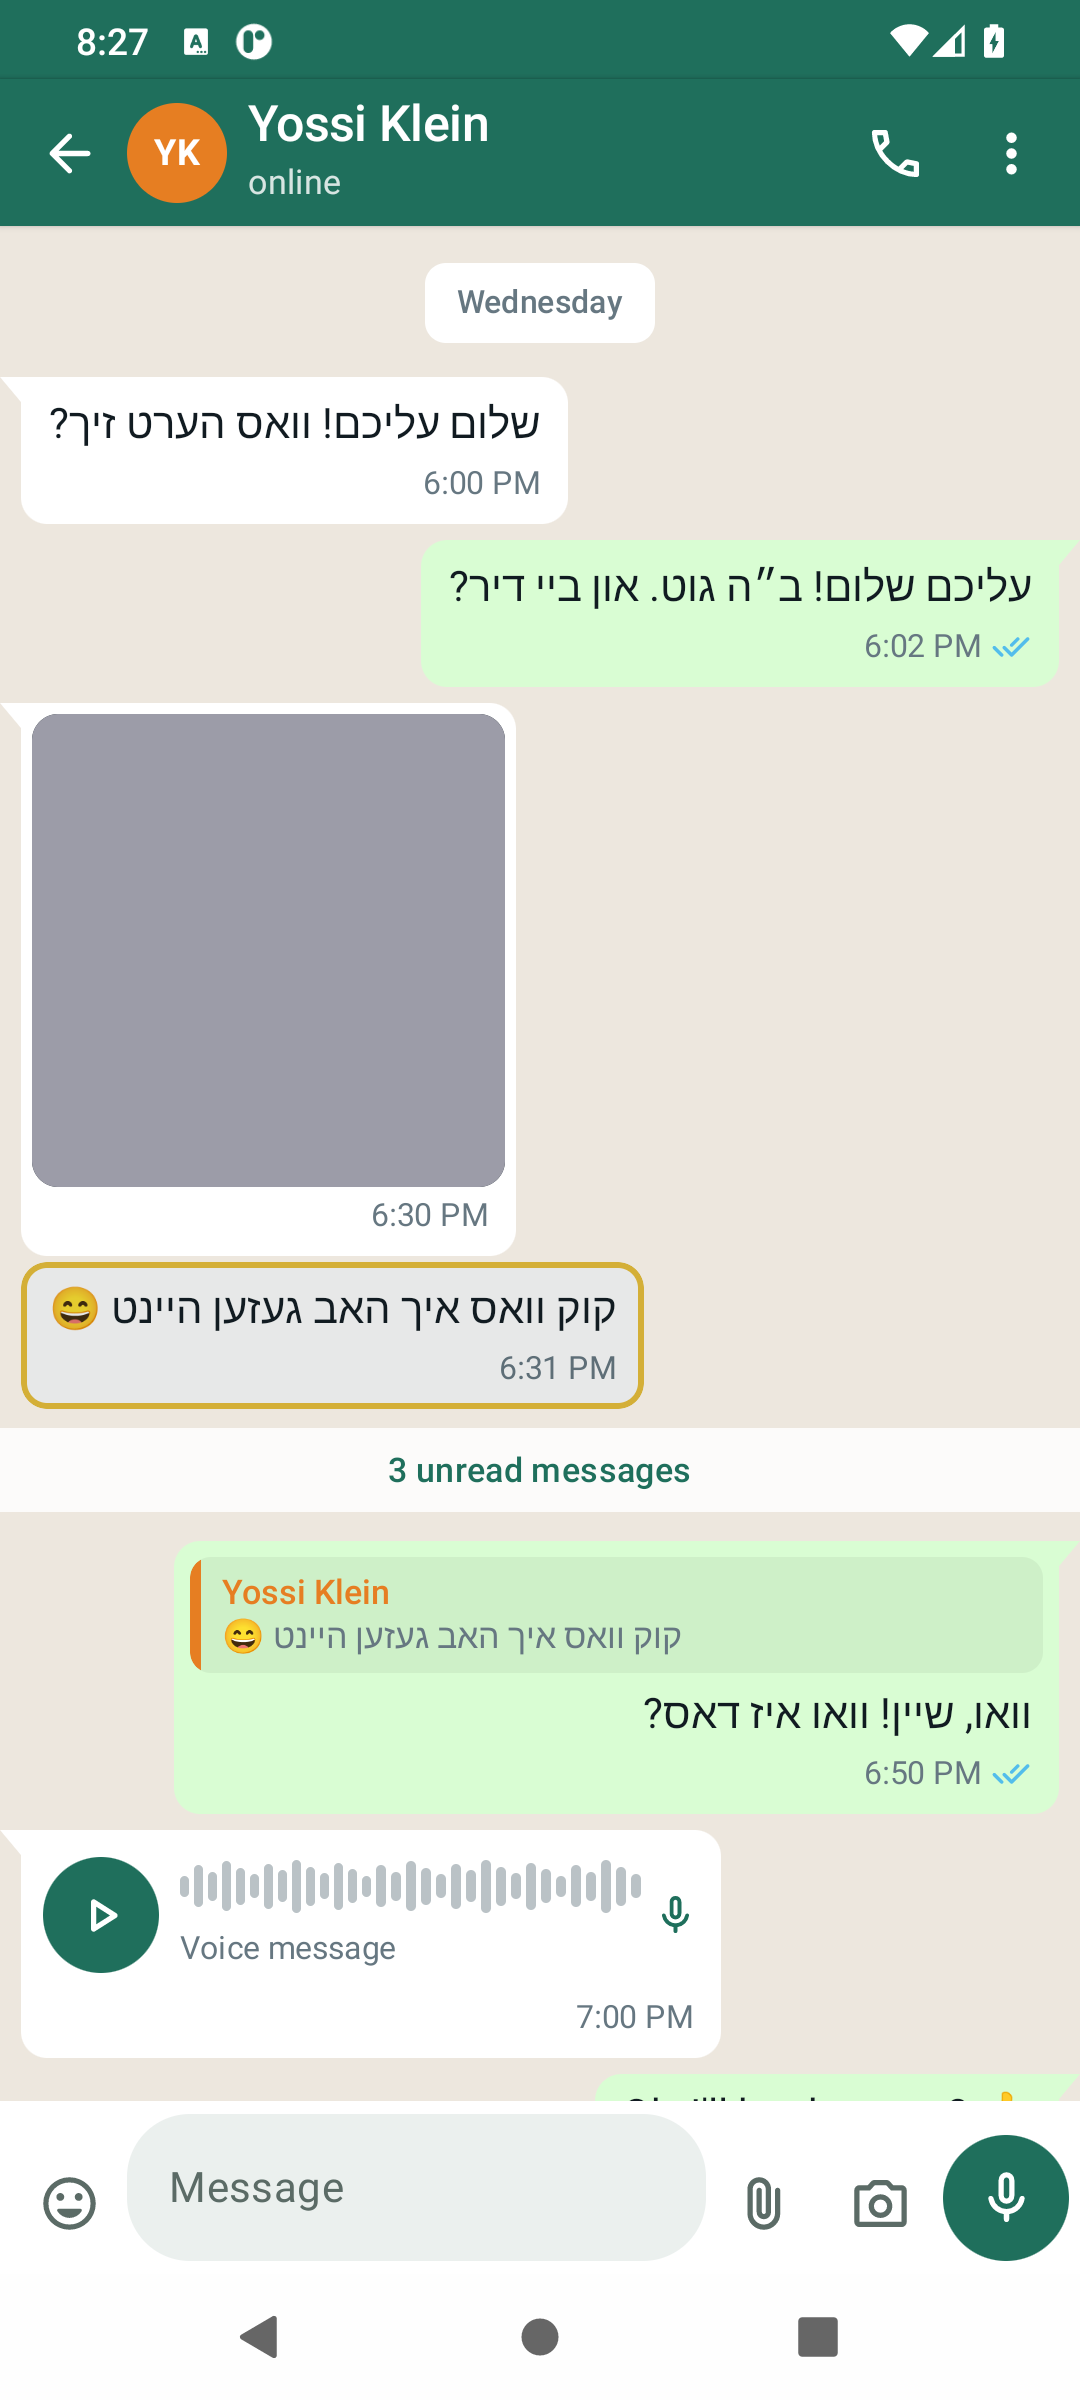 8:27
YK
Yossi Klein
online
Wednesday
שלום עליכם! וואס הערט זיך?
6:00 PM
עליכם שלום! ב״ה גוט. און ביי דיר?
6:02 PM
6:30 PM
קוק וואס איך האב געזען היינט 😄
6:31 PM
3 unread messages
Yossi Klein
קוק וואס איך האב געזען היינט 😄
וואו, שיין! וואו איז דאס?
6:50 PM
Voice message
7:00 PM
Message